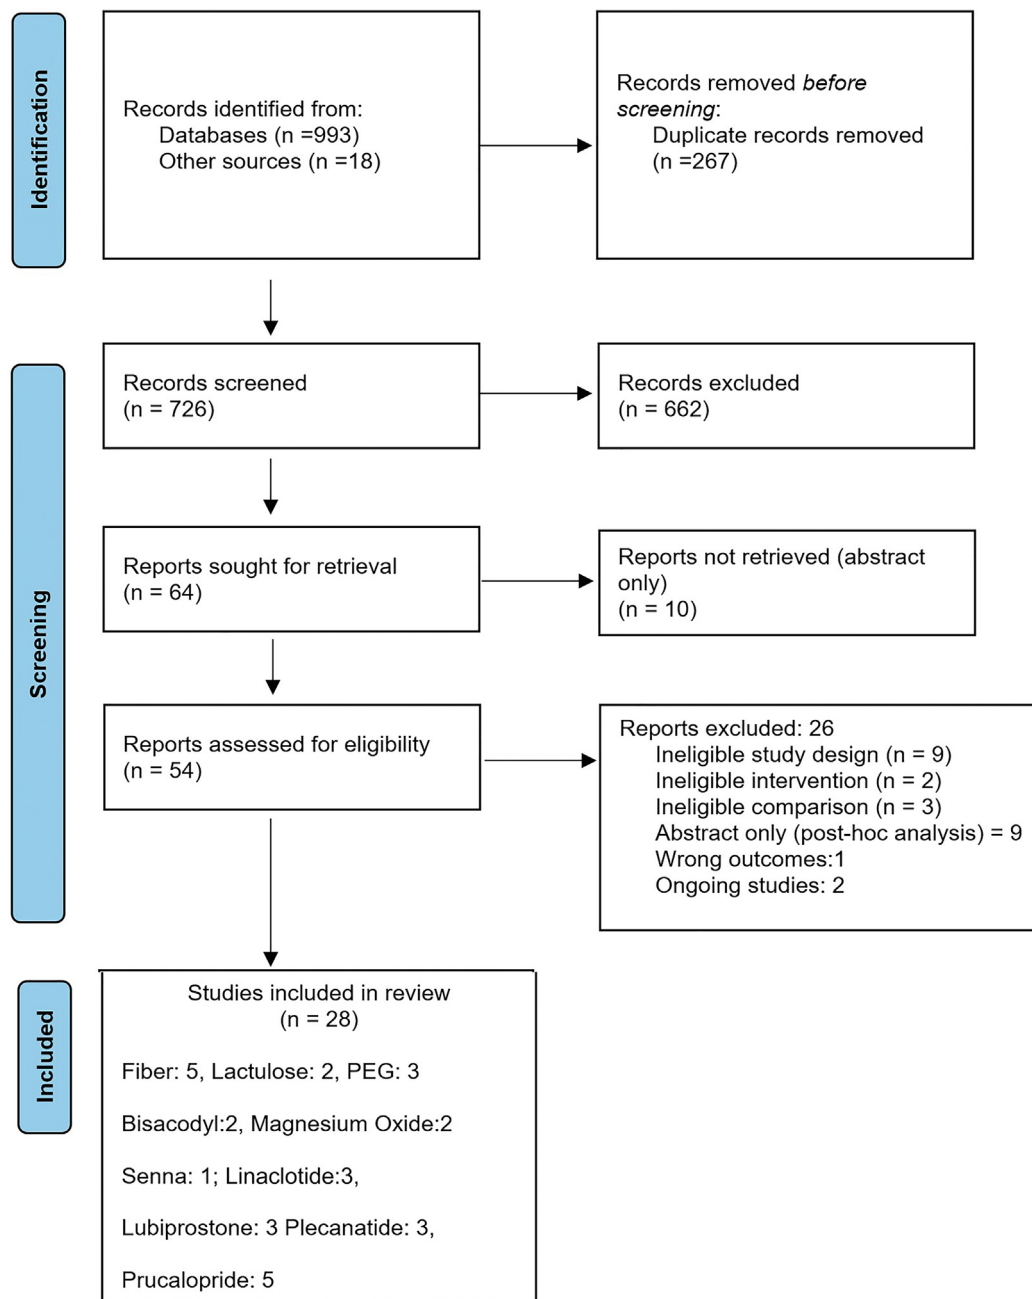 Identification
Records identified from:
Databases (n =993)
Other sources (n =18)
Records removed before
screening:
Duplicate records removed
(n =267)
Screening
Records screened
(n = 726)
Records excluded
(n = 662)
Reports sought for retrieval
(n = 64)
Reports not retrieved (abstract
only)
(n = 10)
Reports assessed for eligibility
(n = 54)
Reports excluded: 26
Ineligible study design (n = 9)
Ineligible intervention (n = 2)
Ineligible comparison (n = 3)
Abstract only (post-hoc analysis) = 9
Wrong outcomes:1
Ongoing studies: 2
Included
Studies included in review
(n = 28)
Fiber: 5, Lactulose: 2, PEG: 3
Bisacodyl:2, Magnesium Oxide:2
Senna: 1; Linaclotide:3,
Lubiprostone: 3 Plecanatide: 3,
Prucalopride: 5